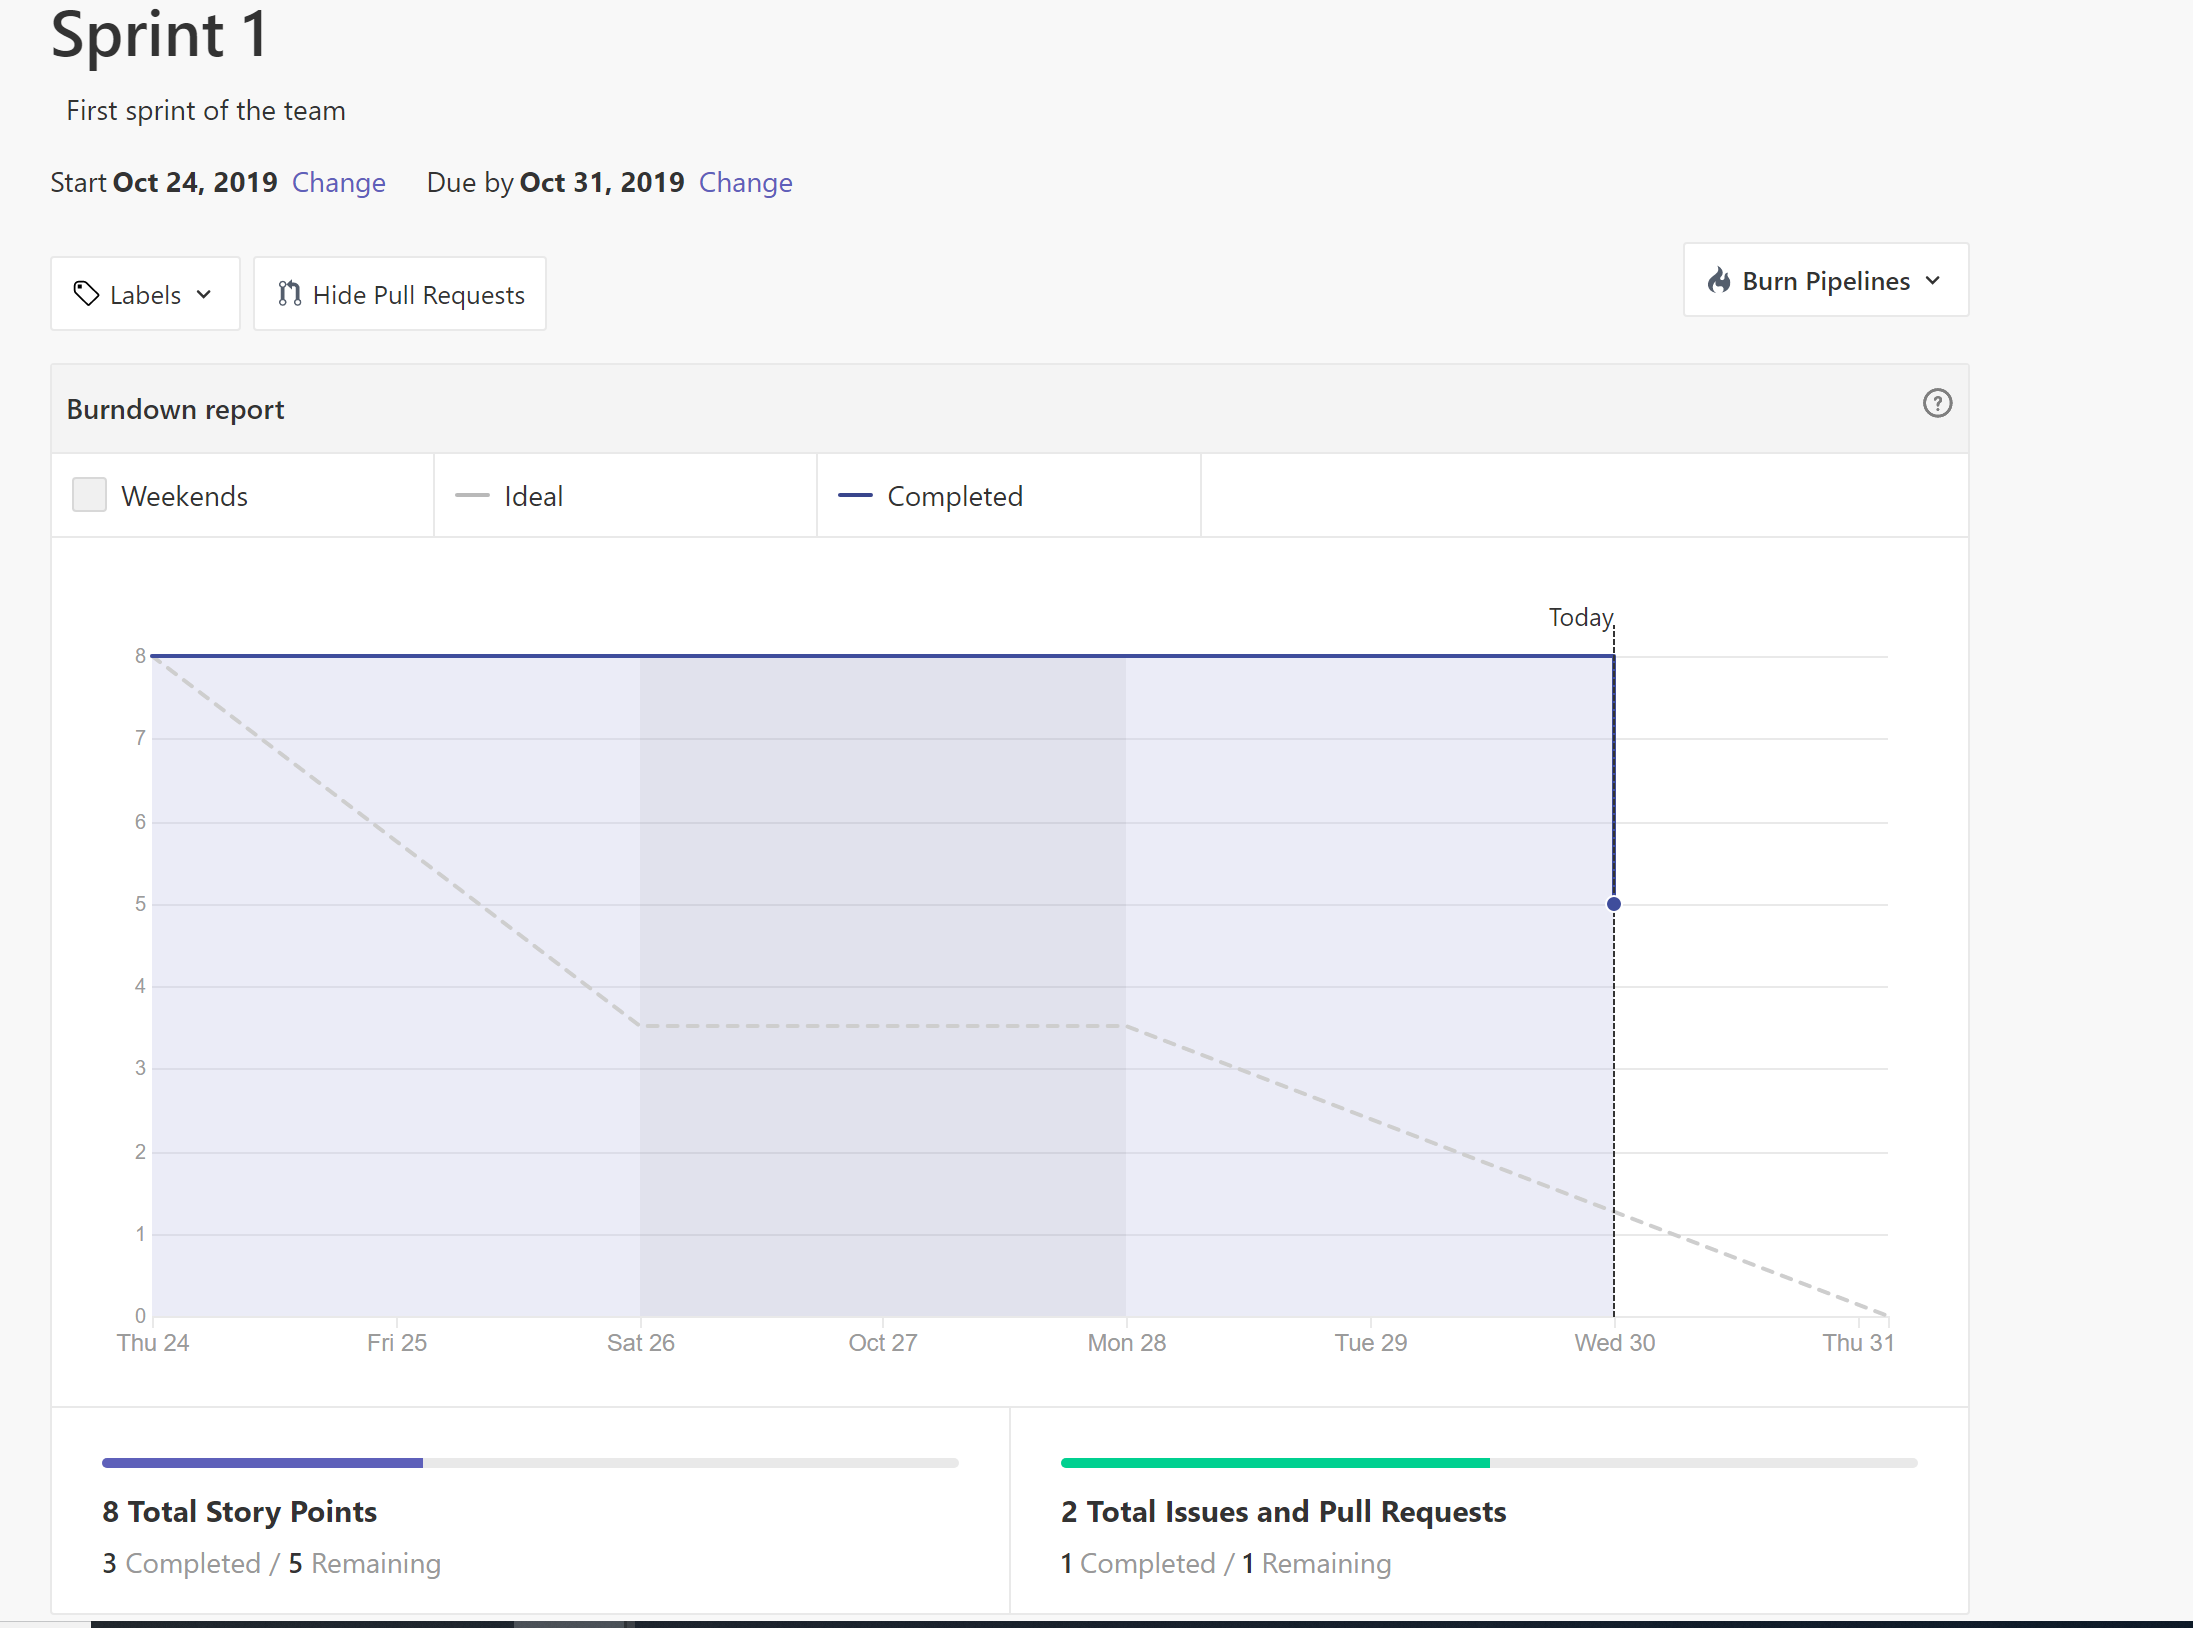 Sprint 1
First sprint of the team
Start Oct 24, 2019 Change Due by Oct 31, 2019 Change
Labels Hide Pull Requests Burn Pipelines
Burndown report ?
Weekends Ideal Completed
Today
8
7
6
5
4
3
2
1
0
Thu 24 Fri 25 Sat 26 Oct 27 Mon 28 Tue 29 Wed 30 Thu 31
8 Total Story Points
3 Completed / 5 Remaining
2 Total Issues and Pull Requests
1 Completed / 1 Remaining